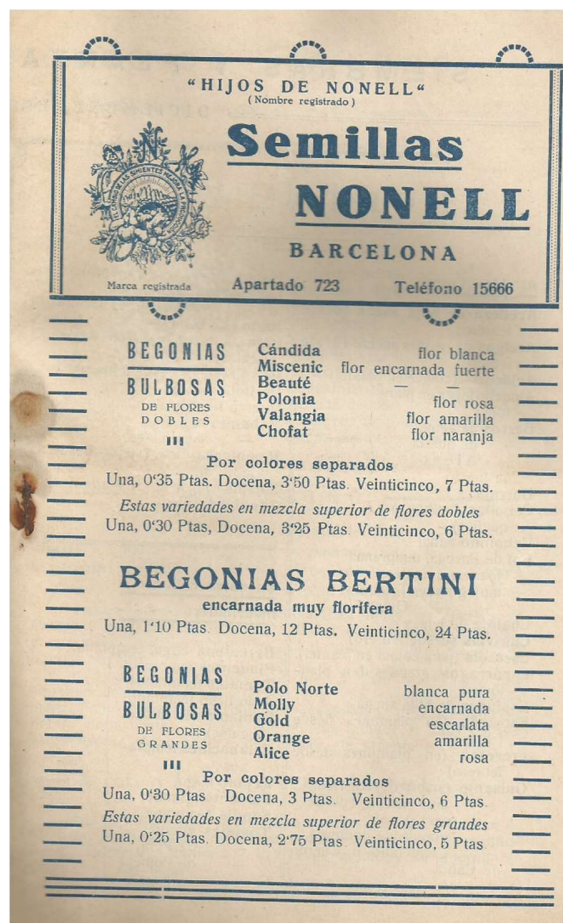 "HIJOS DE NONELL"
(Nombre registrado)
Semillas
NONELL
BARCELONA
Marca registrada
Apartado 723 Teléfono 15666
BEGONIAS
BULBOSAS
DE FLORES
DOBLES
Cándida flor blanca
Miscenic flor encarnada fuerte
Beauté — —
Polonia flor rosa
Valangia flor amarilla
Chofat flor naranja
Por colores separados
Una, 0'35 Ptas. Docena, 3'50 Ptas. Veinticinco, 7 Ptas.
Estas variedades en mezcla superior de flores dobles
Una, 0'30 Ptas, Docena, 3'25 Ptas. Veinticinco, 6 Ptas.
BEGONIAS BERTINI
encarnada muy florifera
Una, 1'10 Ptas. Docena, 12 Ptas. Veinticinco, 24 Ptas.
BEGONIAS
BULBOSAS
DE FLORES
GRANDES
Polo Norte blanca pura
Molly encarnada
Gold escarlata
Orange amarilla
Alice rosa
Por colores separados
Una, 0'30 Ptas Docena, 3 Ptas. Veinticinco, 6 Ptas
Estas variedades en mezcla superior de flores grandes
Una, 0'25 Ptas. Docena, 2'75 Ptas. Veinticinco, 5 Ptas